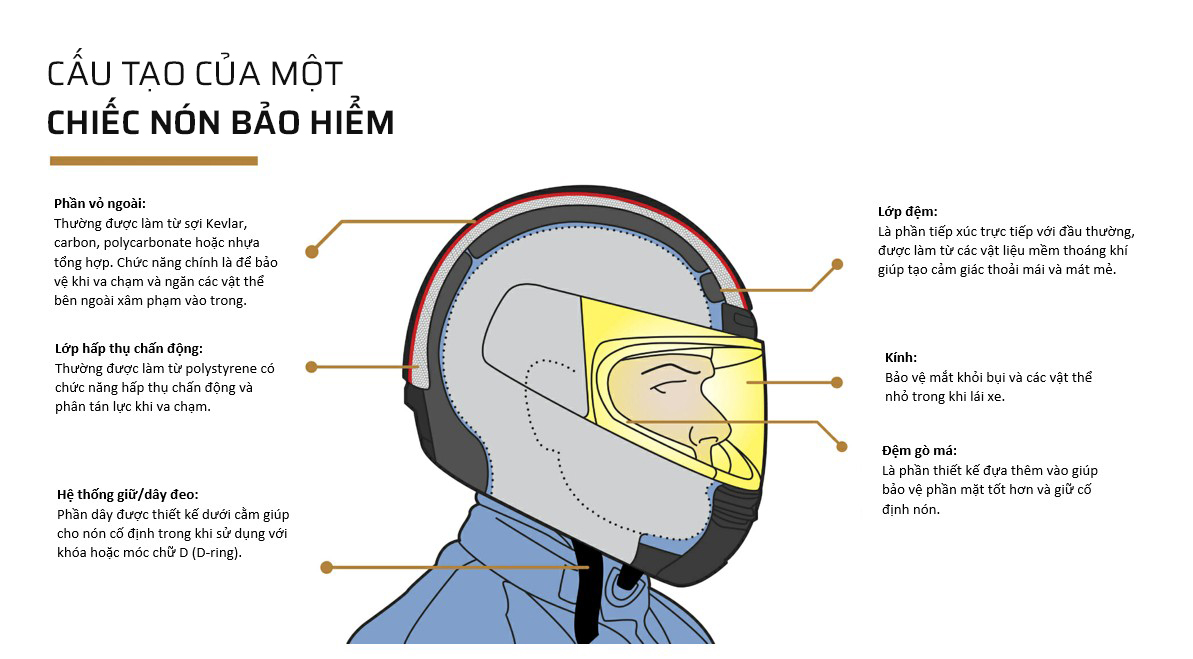 CẤU TẠO CỦA MỘT
CHIẾC NÓN BẢO HIỂM
Phần vỏ ngoài:
Thường được làm từ sợi Kevlar,
carbon, polycarbonate hoặc nhựa
tổng hợp. Chức năng chính là để bảo
vệ khi va chạm và ngăn các vật thể
bên ngoài xâm phạm vào trong.
Lớp hấp thụ chấn động:
Thường được làm từ polystyrene có
chức năng hấp thụ chấn động và
phân tán lực khi va chạm.
Hệ thống giữ/dây đeo:
Phần dây được thiết kế dưới cằm giúp
cho nón cố định trong khi sử dụng với
khóa hoặc móc chữ D (D-ring).
Lớp đệm:
Là phần tiếp xúc trực tiếp với đầu thường,
được làm từ các vật liệu mềm thoáng khí
giúp tạo cảm giác thoải mái và mát mẻ.
Kính:
Bảo vệ mắt khỏi bụi và các vật thể
nhỏ trong khi lái xe.
Đệm gò má:
Là phần thiết kế đựa thêm vào giúp
bảo vệ phần mặt tốt hơn và giữ cố
định nón.